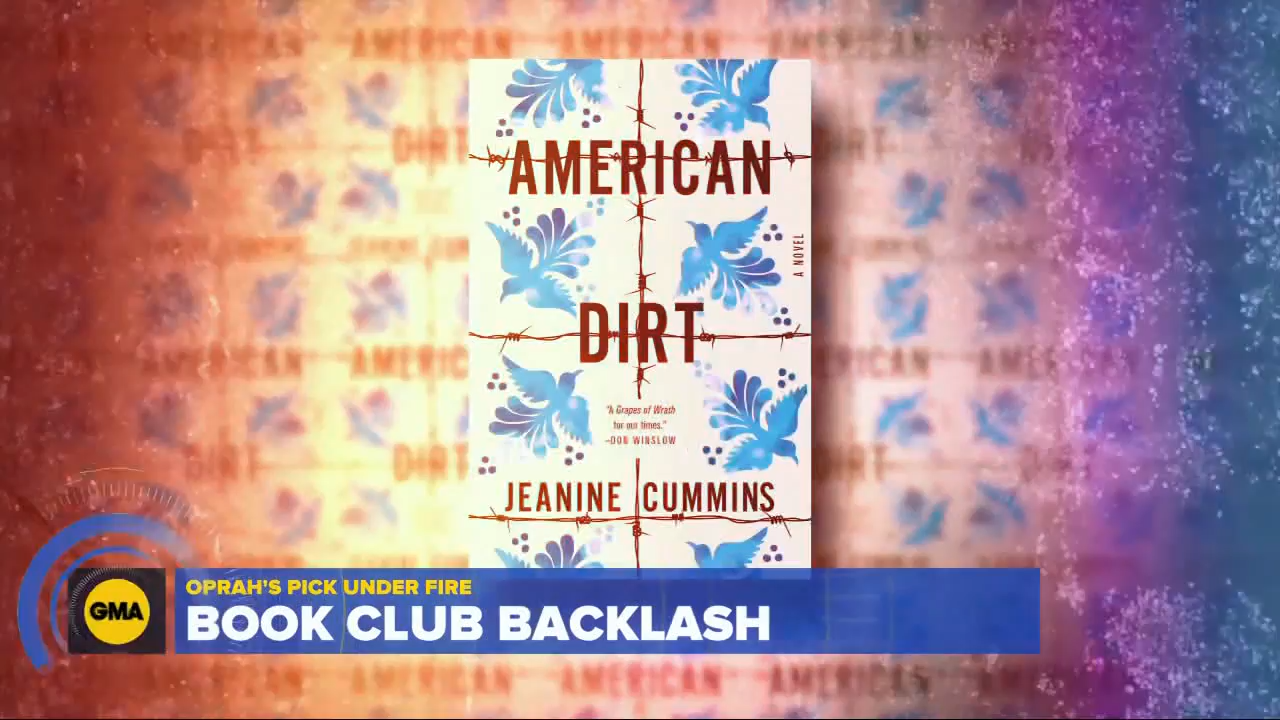 AMERICAN
DIRT
A NOVEL
"A Grapes of Wrath
for our times."
–DON WINSLOW
JEANINE CUMMINS
OPRAH'S PICK UNDER FIRE
GMA
BOOK CLUB BACKLASH